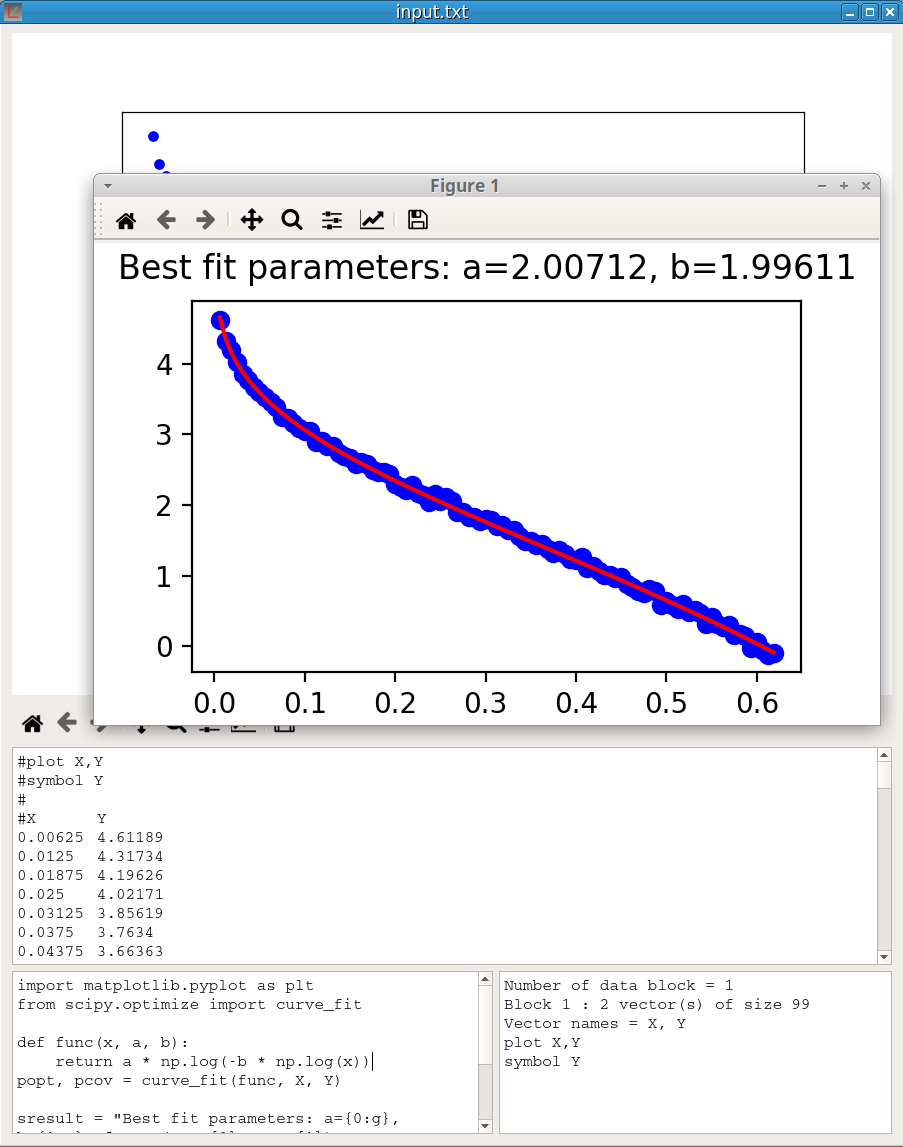 input.txt
Figure 1
Best fit parameters: a=2.00712, b=1.99611
4
3
2
1
0
0.0 0.1 0.2 0.3 0.4 0.5 0.6
#plot X,Y
#symbol Y
#
#X Y
0.00625 4.61189
0.0125 4.31734
0.01875 4.19626
0.025 4.02171
0.03125 3.85619
0.0375 3.7634
0.04375 3.66363
import matplotlib.pyplot as plt
from scipy.optimize import curve_fit
def func(x, a, b):
return a * np.log(-b * np.log(x))
popt, pcov = curve_fit(func, X, Y)
sresult = "Best fit parameters: a={0:g},
Number of data block = 1
Block 1 : 2 vector(s) of size 99
Vector names = X, Y
plot X,Y
symbol Y